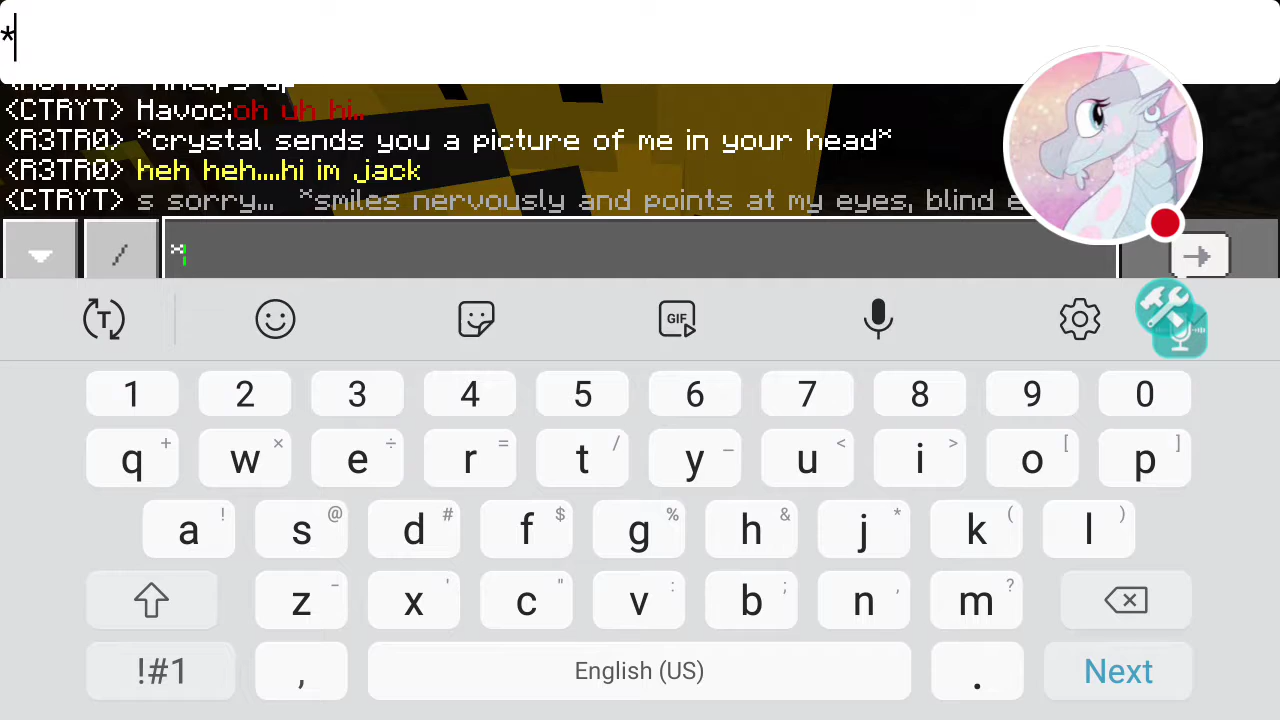 *
<CTRYT> Havoc:oh uh hi..
<R3TR0> *crystal sends you a picture of me in your head*
<R3TR0> heh heh....hi im jack
<CTRYT> s sorry... *smiles nervously and points at my eyes, blind
/
*
T
GIF
1 2 3 4 5 6 7 8 9 0
q + w × e ÷ r = t / y _ u < i > o [ p ]
a ! s @ d # f $ g % h & j * k ( l )
z - x ' c " v : b ; n , m ?
!#1 , English (US) . Next